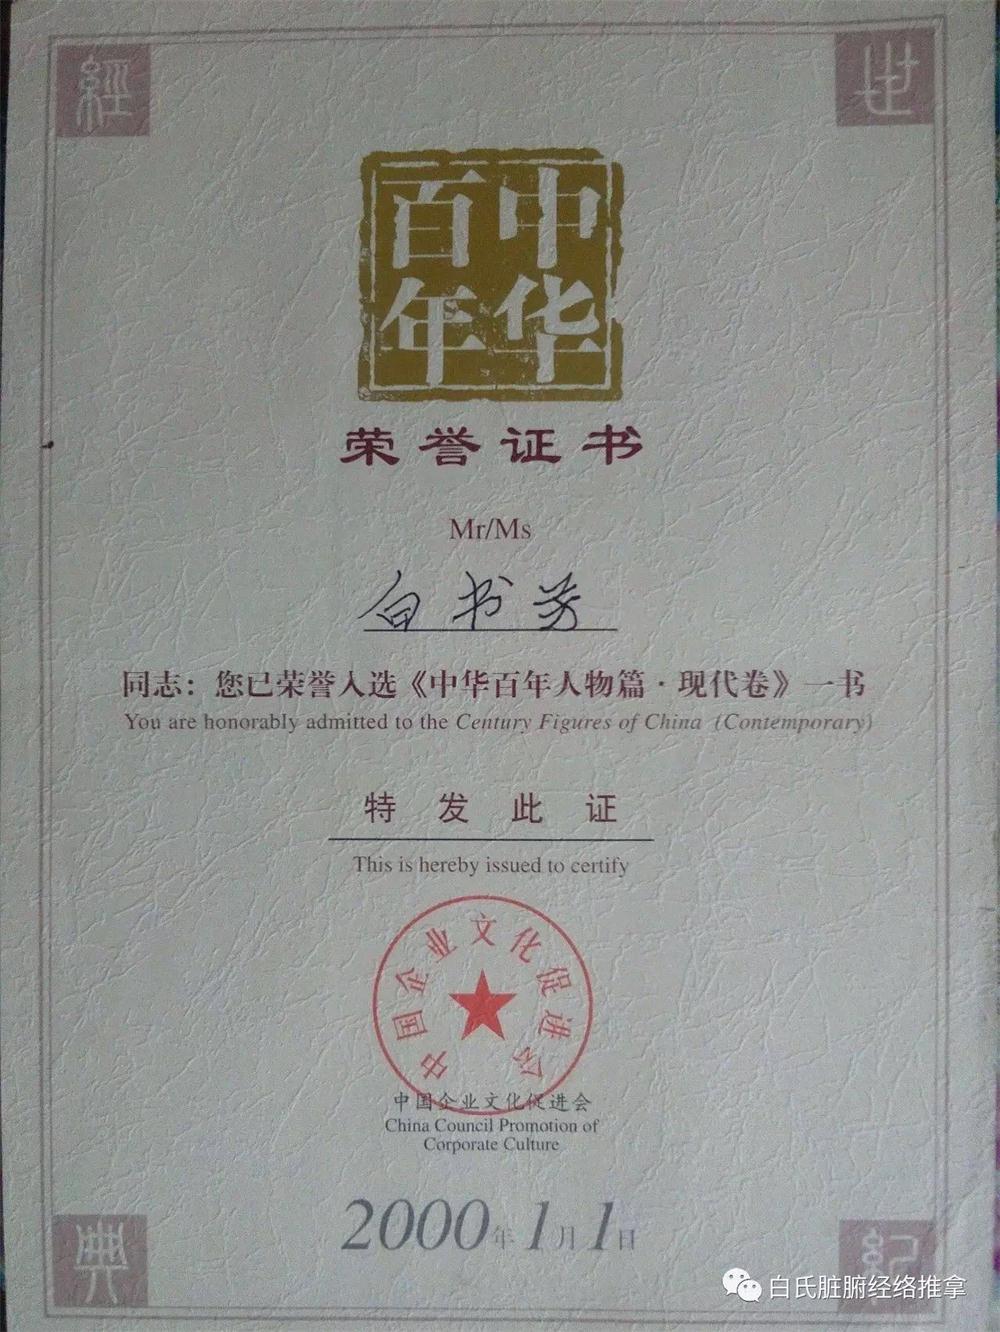 世
經
中华
百年
荣誉证书
Mr/Ms
白书芳
同志：您已荣誉入选《中华百年人物篇·现代卷》一书
You are honorably admitted to the Century Figures of China (Contemporary)
特发此证
This is hereby issued to certify
中国企业文化促进会
中国企业文化促进会
China Council Promotion of
Corporate Culture
2000年1月1日
典
纪
白氏脏腑经络推拿